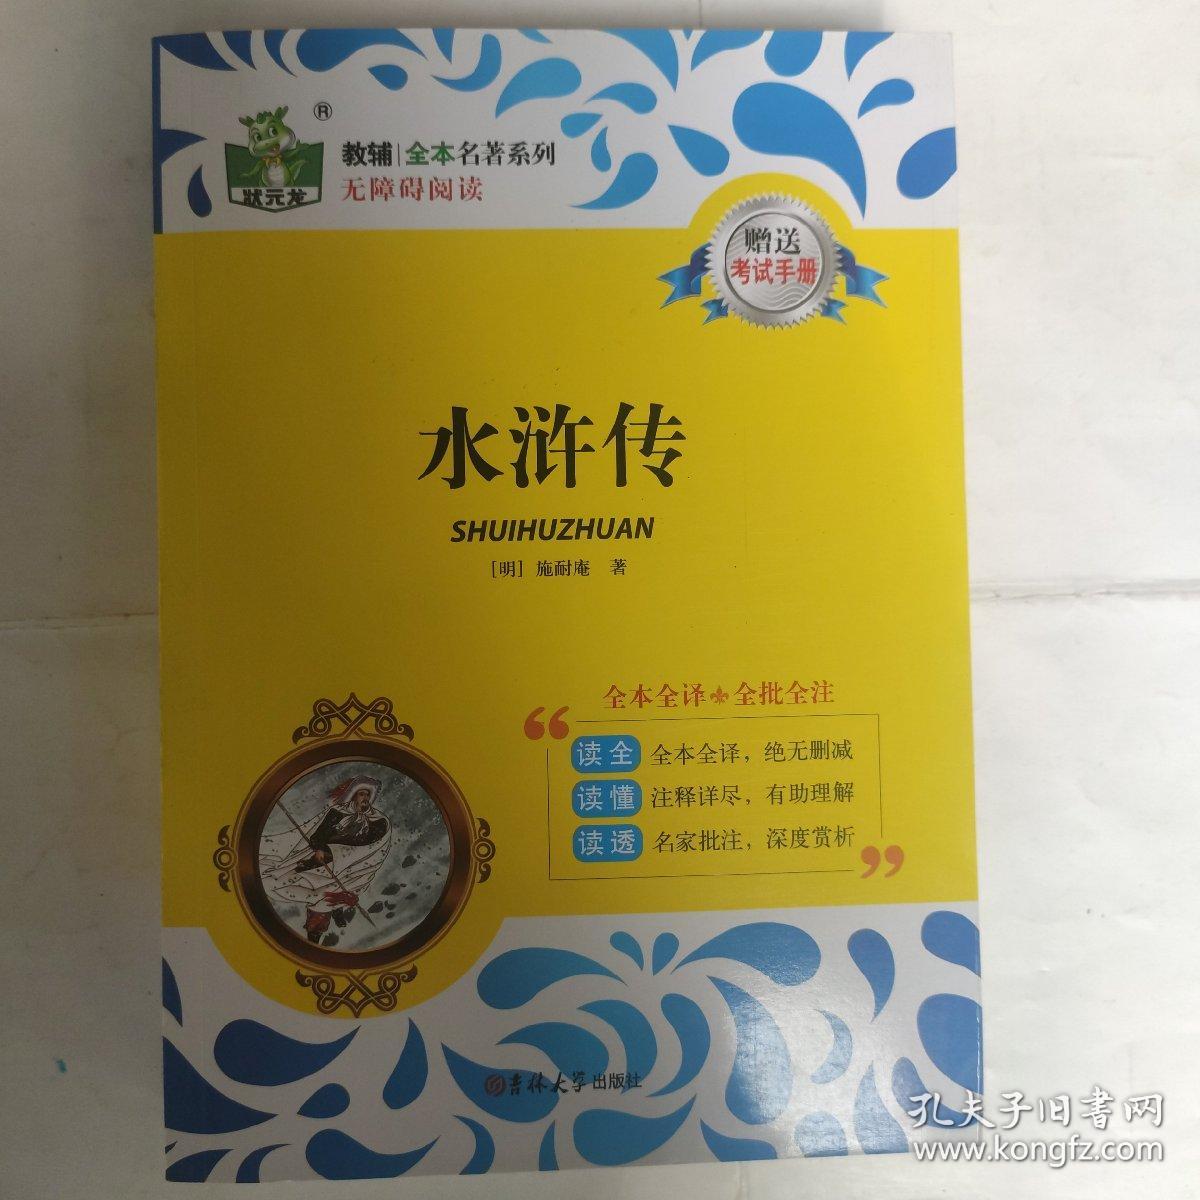 ®
状元龙
教辅|全本名著系列
无障碍阅读
赠送
考试手册
水浒传
SHUIHUZHUAN
[明] 施耐庵 著
全本全译 全批全注
“
读全 全本全译，绝无删减
读懂 注释详尽，有助理解
读透 名家批注，深度赏析
”
吉林大学出版社
孔夫子旧书网
www.kongfz.com